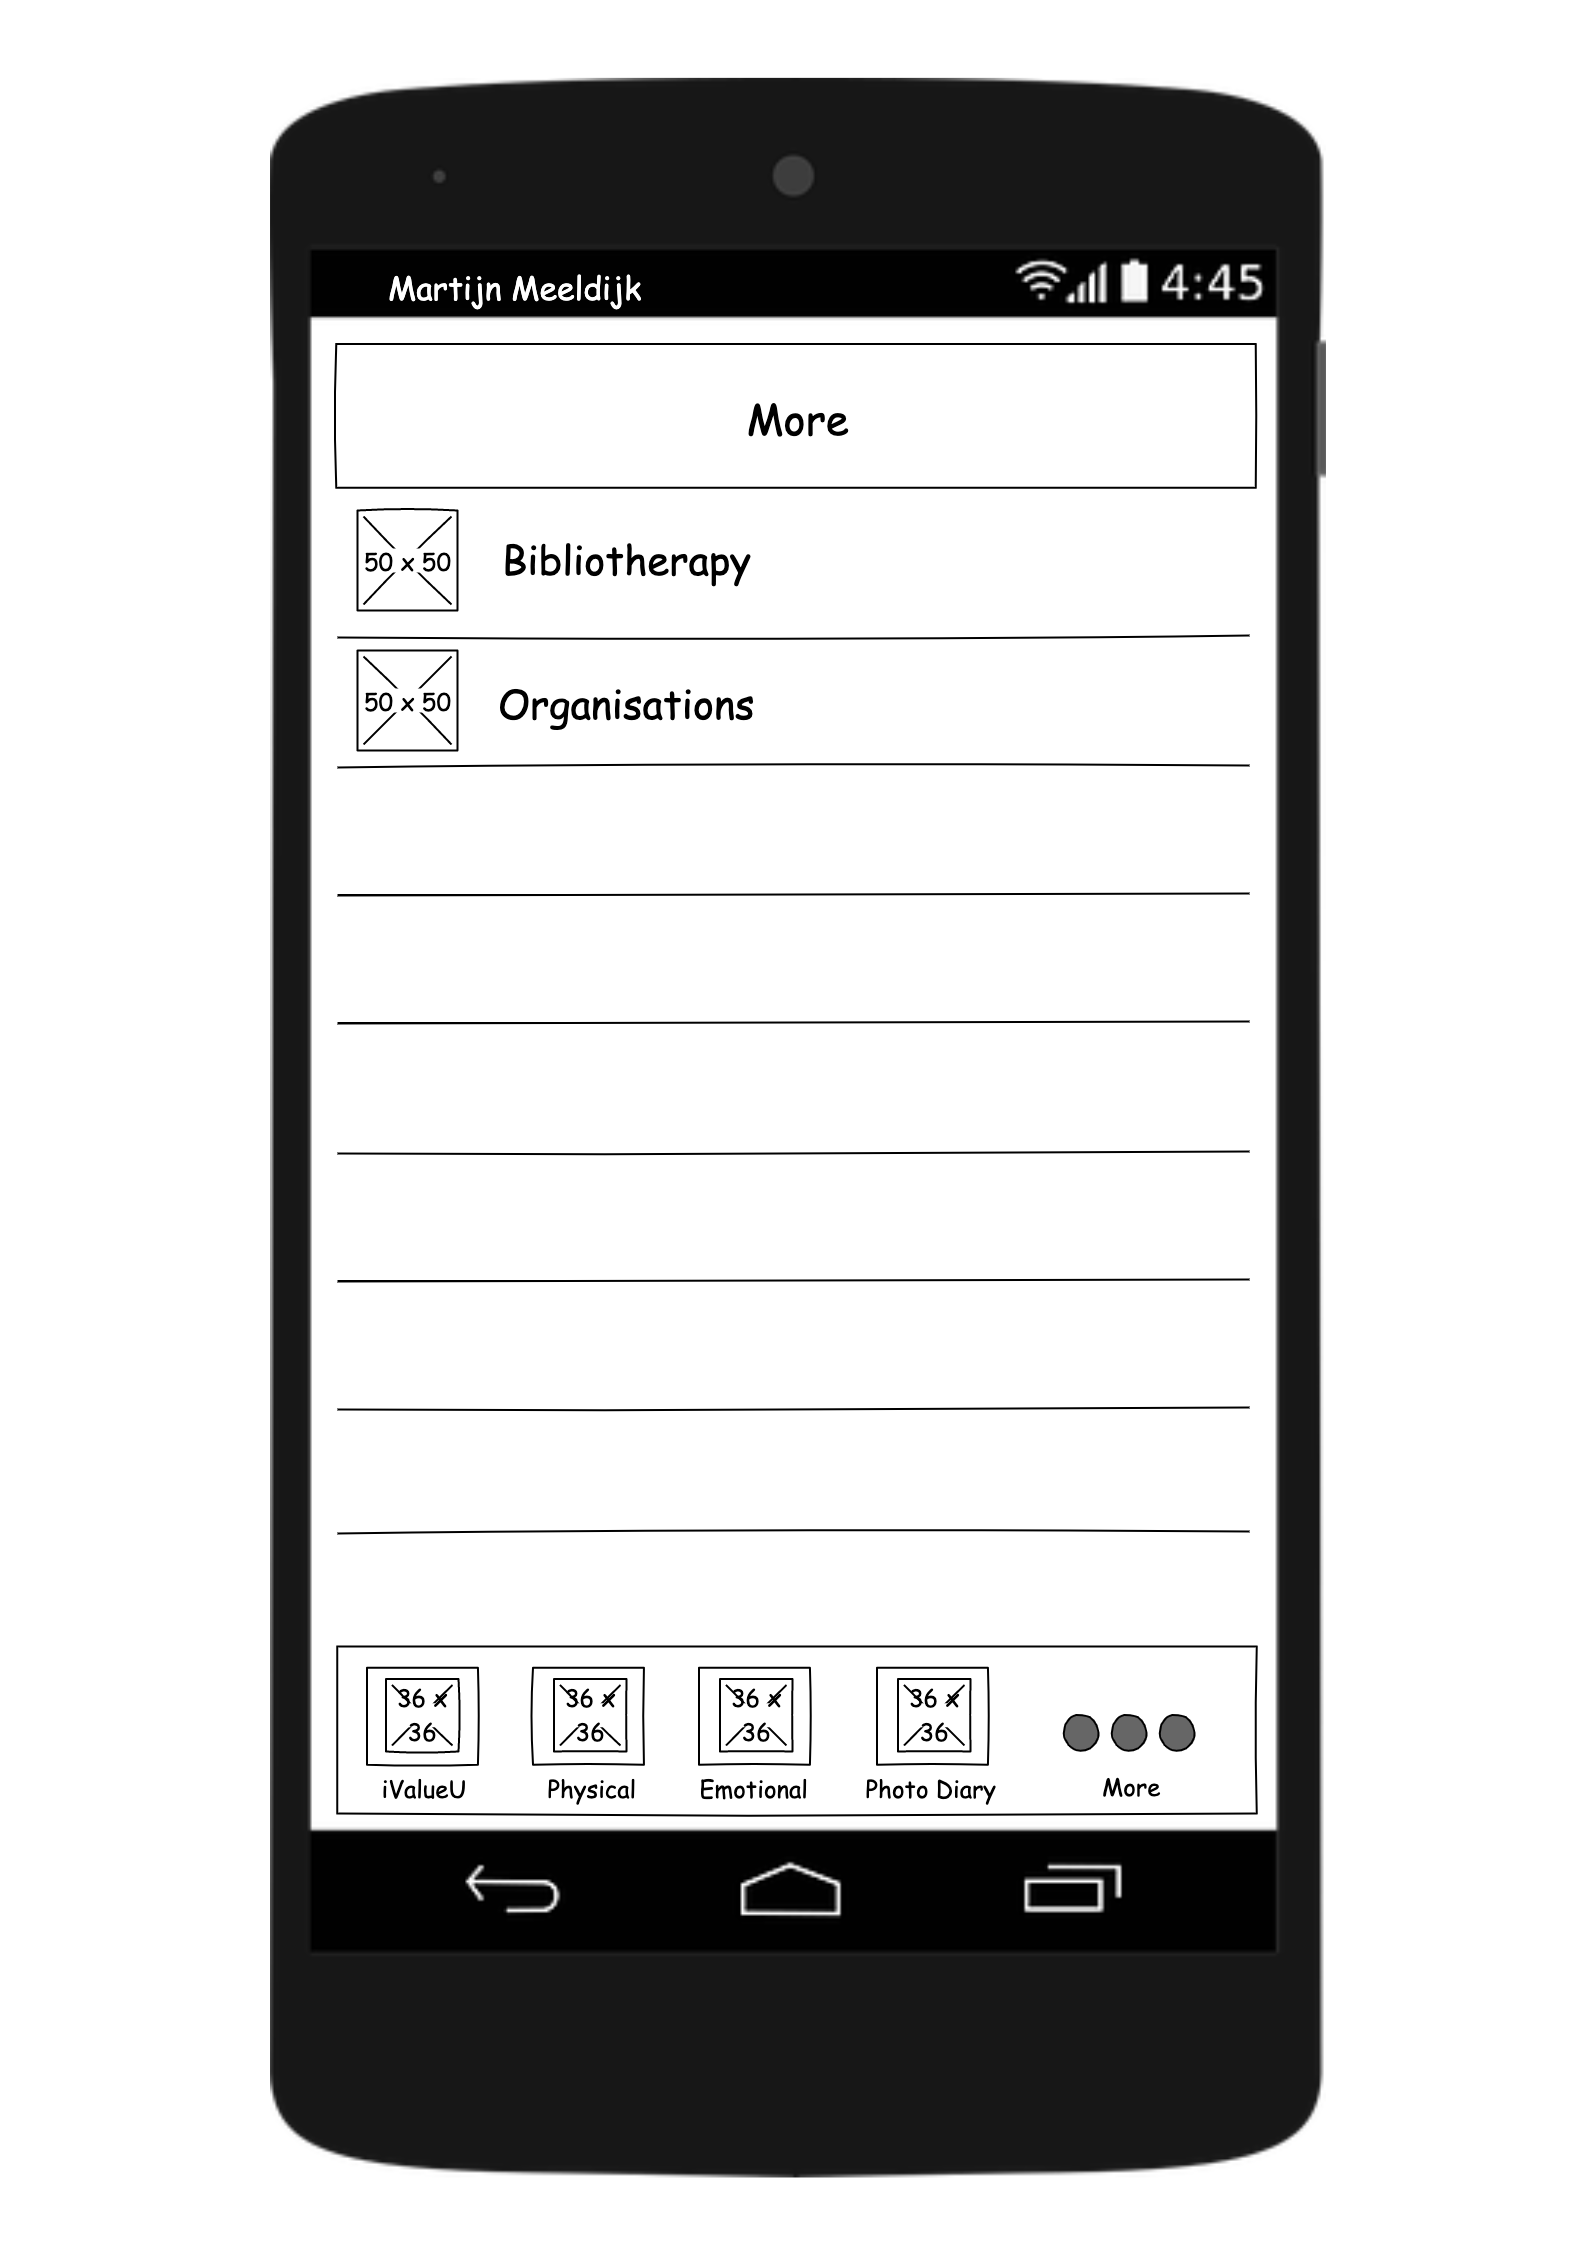 Martijn Meeldijk 4:45
More
50 x 50 Bibliotherapy
50 x 50 Organisations
36 x
36
36 x
36
36 x
36
36 x
36
iValueU Physical Emotional Photo Diary More